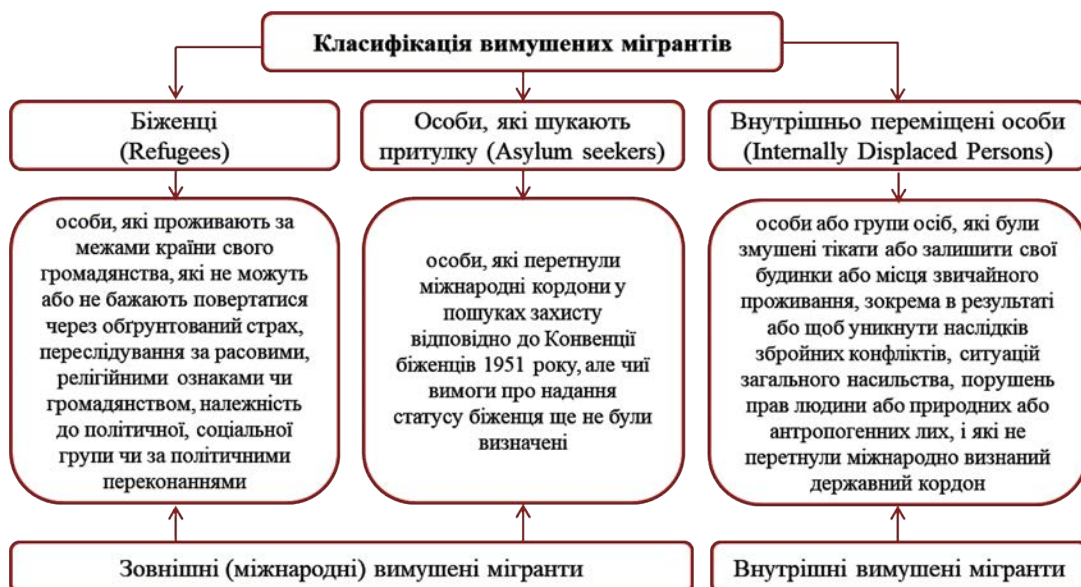 Класифікація вимушених мігрантів
Біженці
(Refugees)
Особи, які шукають
притулку (Asylum seekers)
Внутрішньо переміщені особи
(Internally Displaced Persons)
особи, які проживають за
межами країни свого
громадянства, які не можуть
або не бажають повертатися
через обґрунтований страх,
переслідування за расовими,
релігійними ознаками чи
громадянством, належність
до політичної, соціальної
групи чи за політичними
переконаннями
особи, які перетнули
міжнародні кордони у
пошуках захисту
відповідно до Конвенції
біженців 1951 року, але чиї
вимоги про надання
статусу біженця ще не були
визначені
особи або групи осіб, які були
змушені тікати або залишити свої
будинки або місця звичайного
проживання, зокрема в результаті
або щоб уникнути наслідків
збройних конфліктів, ситуацій
загального насильства, порушень
прав людини або природних або
антропогенних лих, і які не
перетнули міжнародно визнаний
державний кордон
Зовнішні (міжнародні) вимушені мігранти
Внутрішні вимушені мігранти